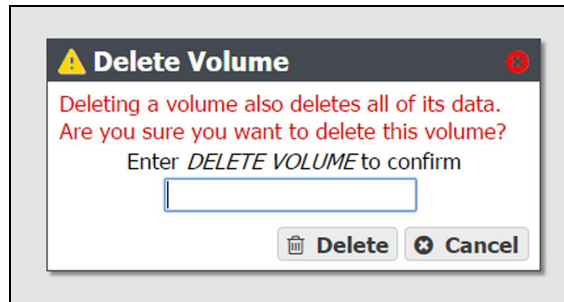 Delete Volume
Deleting a volume also deletes all of its data.
Are you sure you want to delete this volume?
Enter DELETE VOLUME to confirm
Delete Cancel